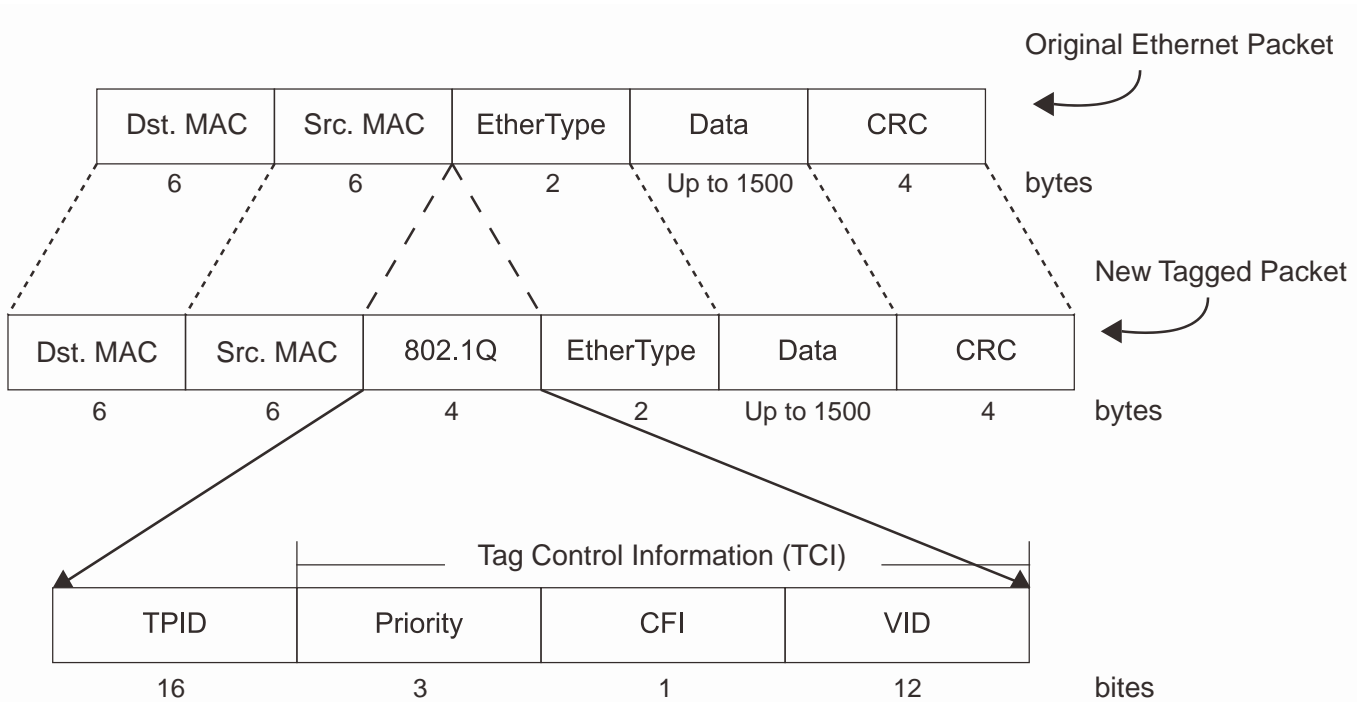 Original Ethernet Packet
Dst. MAC Src. MAC EtherType Data CRC
6 6 2 Up to 1500 4 bytes
New Tagged Packet
Dst. MAC Src. MAC 802.1Q EtherType Data CRC
6 6 4 2 Up to 1500 4 bytes
Tag Control Information (TCI)
TPID Priority CFI VID
16 3 1 12 bites